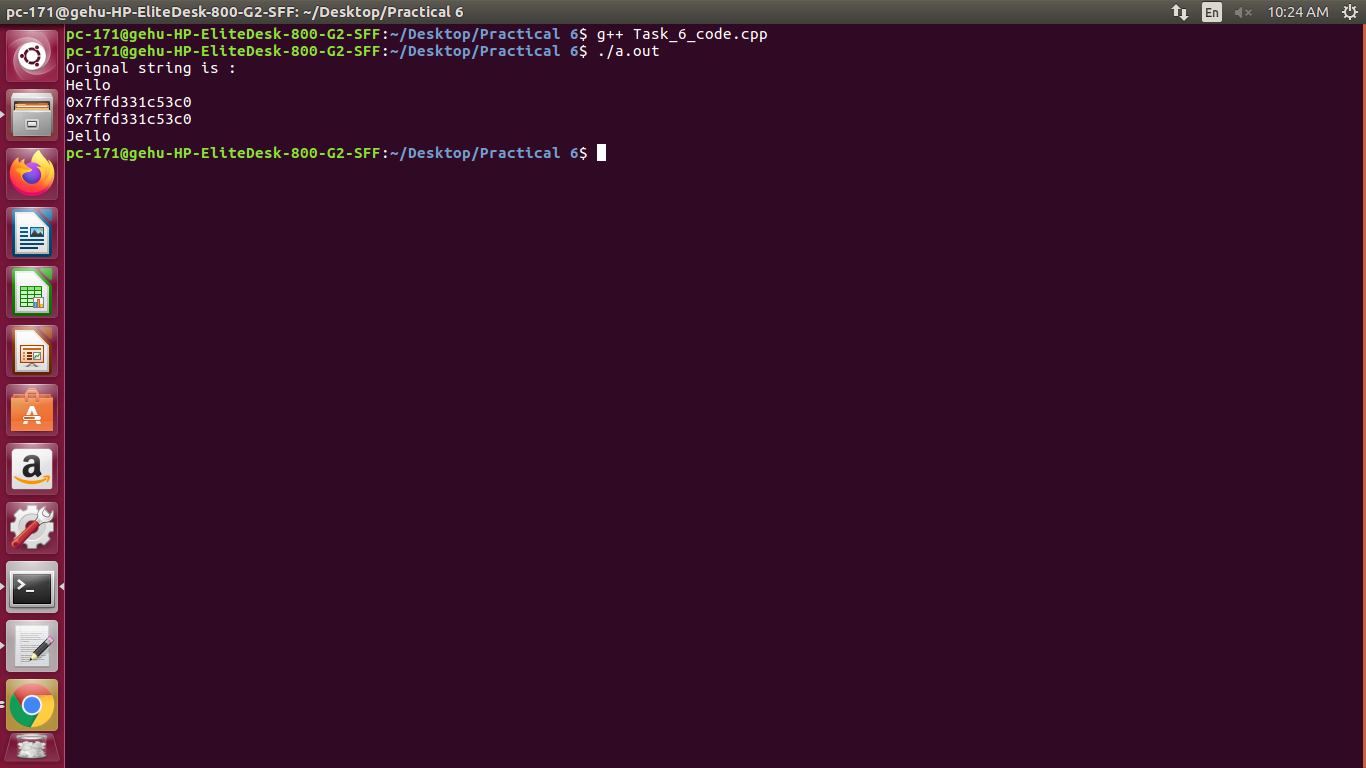 pc-171@gehu-HP-EliteDesk-800-G2-SFF: ~/Desktop/Practical 6
En
10:24 AM
pc-171@gehu-HP-EliteDesk-800-G2-SFF:~/Desktop/Practical 6$ g++ Task_6_code.cpp
pc-171@gehu-HP-EliteDesk-800-G2-SFF:~/Desktop/Practical 6$ ./a.out
Orignal string is :
Hello
0x7ffd331c53c0
0x7ffd331c53c0
Jello
pc-171@gehu-HP-EliteDesk-800-G2-SFF:~/Desktop/Practical 6$